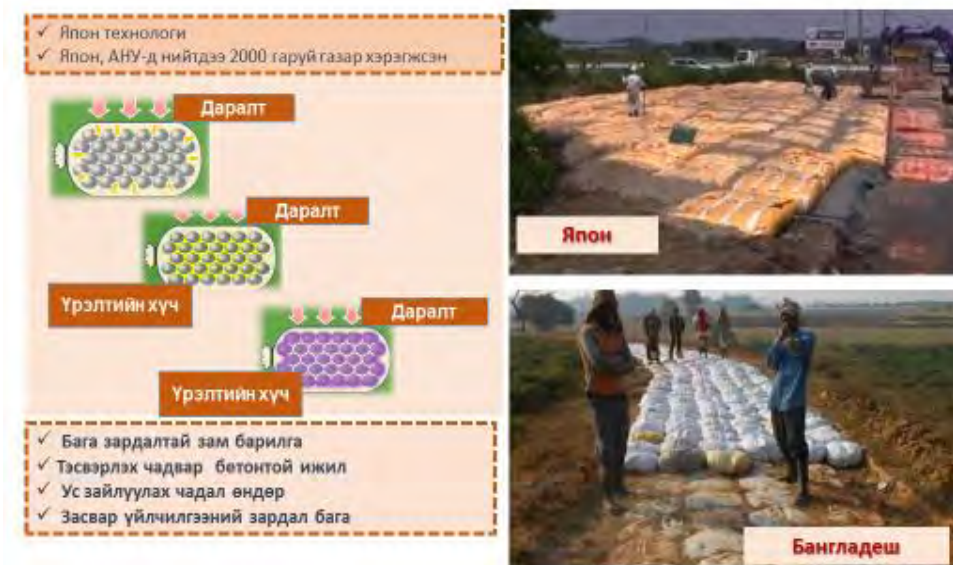 ✓ Япон технологи
✓ Япон, АНУ-д нийтдээ 2000 гаруй газар хэрэгжсэн
Даралт
Даралт
Үрэлтийн хүч
Даралт
Үрэлтийн хүч
✓ Бага зардалтай зам барилга
✓ Тэсвэрлэх чадвар бетонтой ижил
✓ Ус зайлуулах чадал өндөр
✓ Засвар үйлчилгээний зардал бага
Япон
Бангладеш